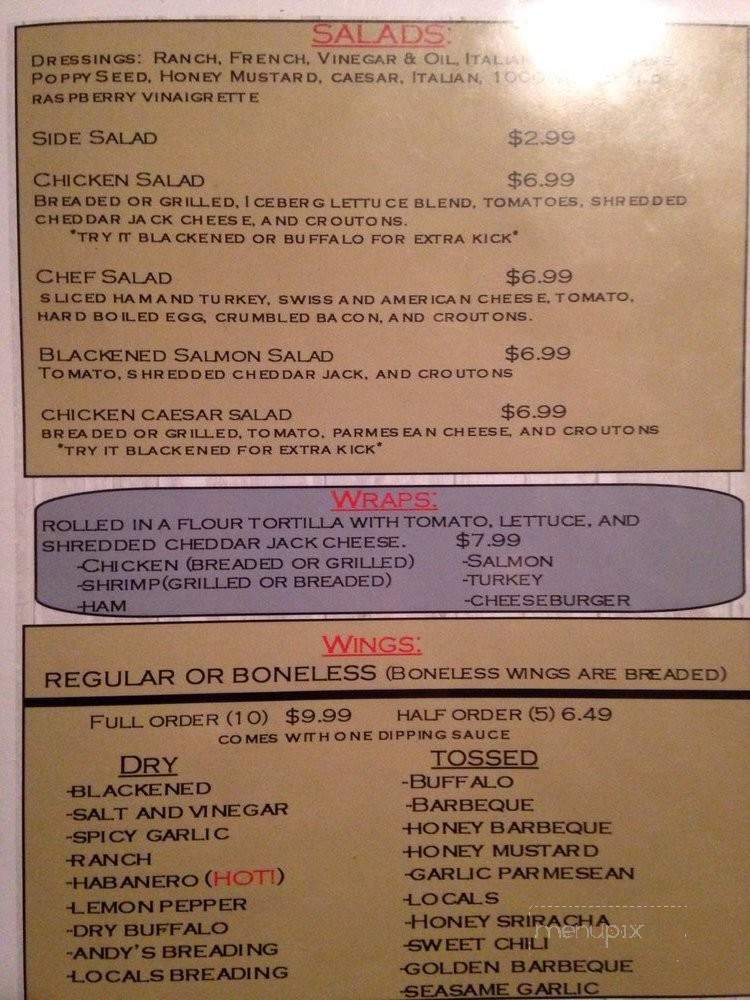 SALADS:
DRESSINGS: RANCH, FRENCH, VINEGAR & OIL, ITALIAN
POPPY SEED, HONEY MUSTARD, CAESAR, ITALIAN,
RASPBERRY VINAIGRETTE
SIDE SALAD $2.99
CHICKEN SALAD $6.99
BREADED OR GRILLED, ICEBERG LETTUCE BLEND, TOMATOES, SHREDDED
CHEDDAR JACK CHEESE, AND CROUTONS.
*TRY IT BLACKENED OR BUFFALO FOR EXTRA KICK*
CHEF SALAD $6.99
SLICED HAM AND TURKEY, SWISS AND AMERICAN CHEESE, TOMATO,
HARD BOILED EGG, CRUMBLED BACON, AND CROUTONS.
BLACKENED SALMON SALAD $6.99
TOMATO, SHREDDED CHEDDAR JACK, AND CROUTONS
CHICKEN CAESAR SALAD $6.99
BREADED OR GRILLED, TOMATO, PARMESEAN CHEESE, AND CROUTONS
*TRY IT BLACKENED FOR EXTRA KICK*
WRAPS:
ROLLED IN A FLOUR TORTILLA WITH TOMATO, LETTUCE, AND
SHREDDED CHEDDAR JACK CHEESE. $7.99
-CHICKEN (BREADED OR GRILLED)
-SHRIMP(GRILLED OR BREADED)
-HAM
-SALMON
-TURKEY
-CHEESEBURGER
WINGS:
REGULAR OR BONELESS (BONELESS WINGS ARE BREADED)
FULL ORDER (10) $9.99 HALF ORDER (5) 6.49
COMES WITH ONE DIPPING SAUCE
DRY
-BLACKENED
-SALT AND VINEGAR
-SPICY GARLIC
-RANCH
-HABANERO (HOT!)
-LEMON PEPPER
-DRY BUFFALO
-ANDY'S BREADING
-LOCALS BREADING
TOSSED
-BUFFALO
-BARBEQUE
-HONEY BARBEQUE
-HONEY MUSTARD
-GARLIC PARMESEAN
-LOCALS
-HONEY SRIRACHA
-SWEET CHILI
-GOLDEN BARBEQUE
-SEASAME GARLIC
menupix